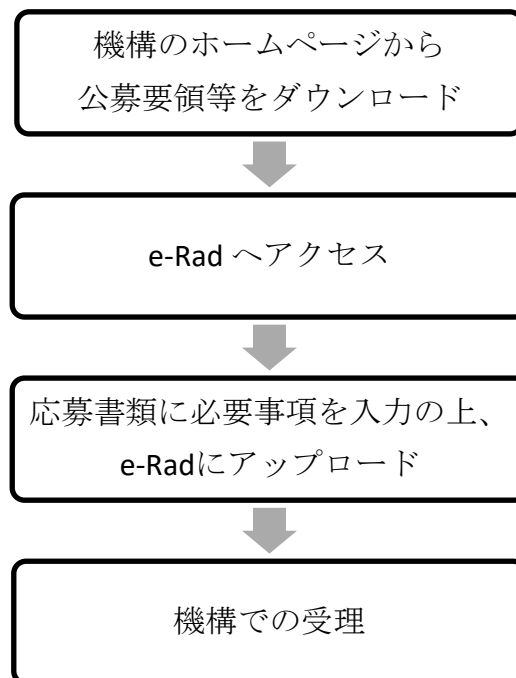 機構のホームページから
公募要領等をダウンロード
e-Rad へアクセス
応募書類に必要事項を入力の上、
e-Radにアップロード
機構での受理